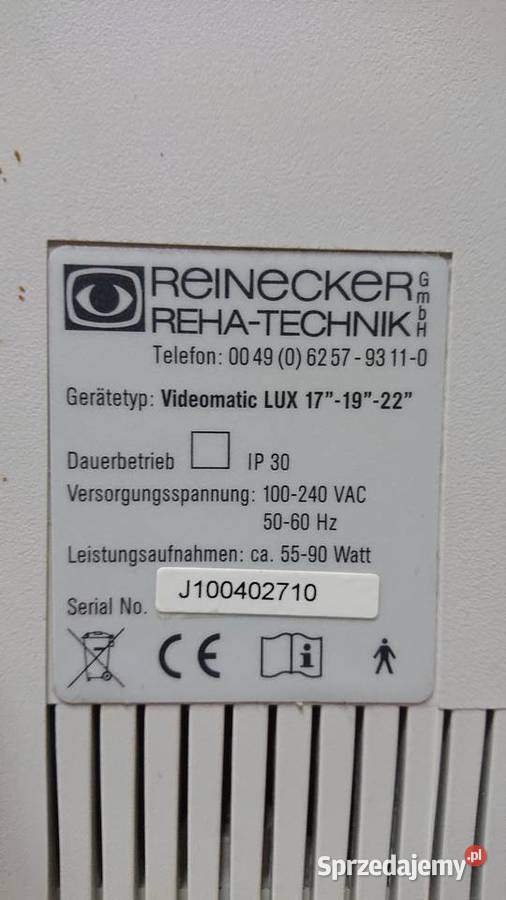 REINECKER GmbH
REHA-TECHNIK
Telefon: 00 49 (0) 62 57 - 93 11-0
Gerätetyp: Videomatic LUX 17”-19”-22”
Dauerbetrieb IP 30
Versorgungsspannung: 100-240 VAC
50-60 Hz
Leistungsaufnahmen: ca. 55-90 Watt
Serial No. J100402710
CE i
Sprzedajemy.pl